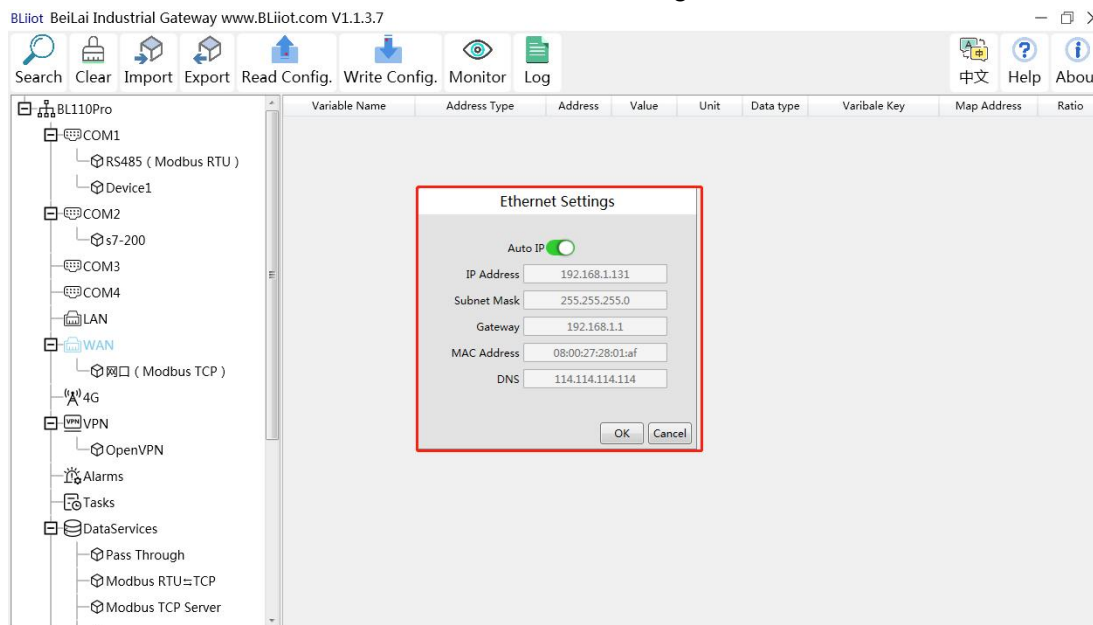 BLiiot BeiLai Industrial Gateway www.BLiiot.com V1.1.3.7
Search Clear Import Export Read Config. Write Config. Monitor Log 中文 Help Abou
Variable Name Address Type Address Value Unit Data type Varibale Key Map Address Ratio
BL110Pro
COM1
RS485 ( Modbus RTU )
Device1
COM2
s7-200
COM3
COM4
LAN
WAN
网口 ( Modbus TCP )
4G
VPN VPN
OpenVPN
Alarms
Tasks
DataServices
Pass Through
Modbus RTU⇆TCP
Modbus TCP Server
Ethernet Settings
Auto IP
IP Address 192.168.1.131
Subnet Mask 255.255.255.0
Gateway 192.168.1.1
MAC Address 08:00:27:28:01:af
DNS 114.114.114.114
OK Cancel